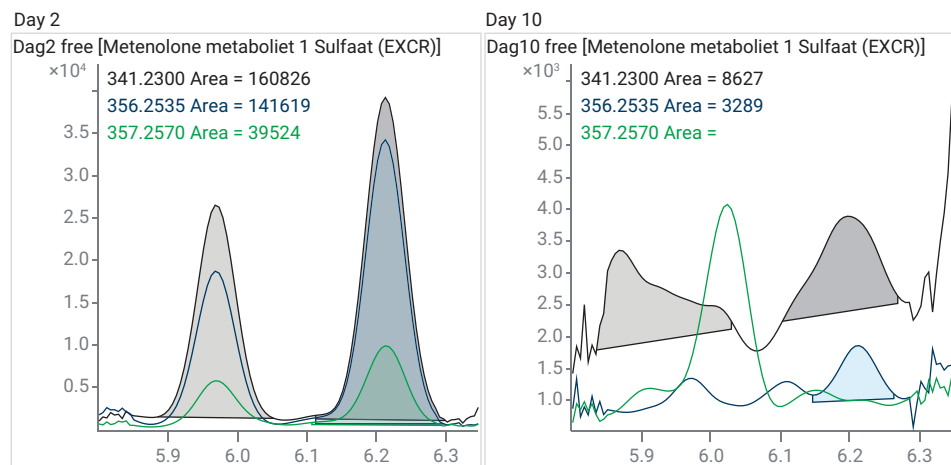 Day 2
Dag2 free [Metenolone metaboliet 1 Sulfaat (EXCR)]
×10⁴
341.2300 Area = 160826
356.2535 Area = 141619
357.2570 Area = 39524
3.5
3.0
2.5
2.0
1.5
1.0
0.5
5.9 6.0 6.1 6.2 6.3
Day 10
Dag10 free [Metenolone metaboliet 1 Sulfaat (EXCR)]
×10³
341.2300 Area = 8627
356.2535 Area = 3289
357.2570 Area =
5.5
5.0
4.5
4.0
3.5
3.0
2.5
2.0
1.5
1.0
5.9 6.0 6.1 6.2 6.3